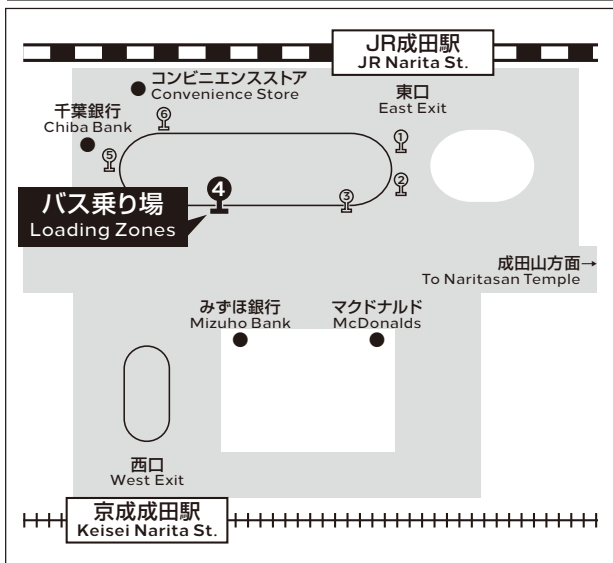 JR成田駅
JR Narita St.
コンビニエンスストア
Convenience Store
東口
East Exit
千葉銀行
Chiba Bank
⑥
①
⑤
②
④
③
バス乗り場
Loading Zones
成田山方面→
To Naritasan Temple
みずほ銀行
Mizuho Bank
マクドナルド
McDonalds
西口
West Exit
京成成田駅
Keisei Narita St.